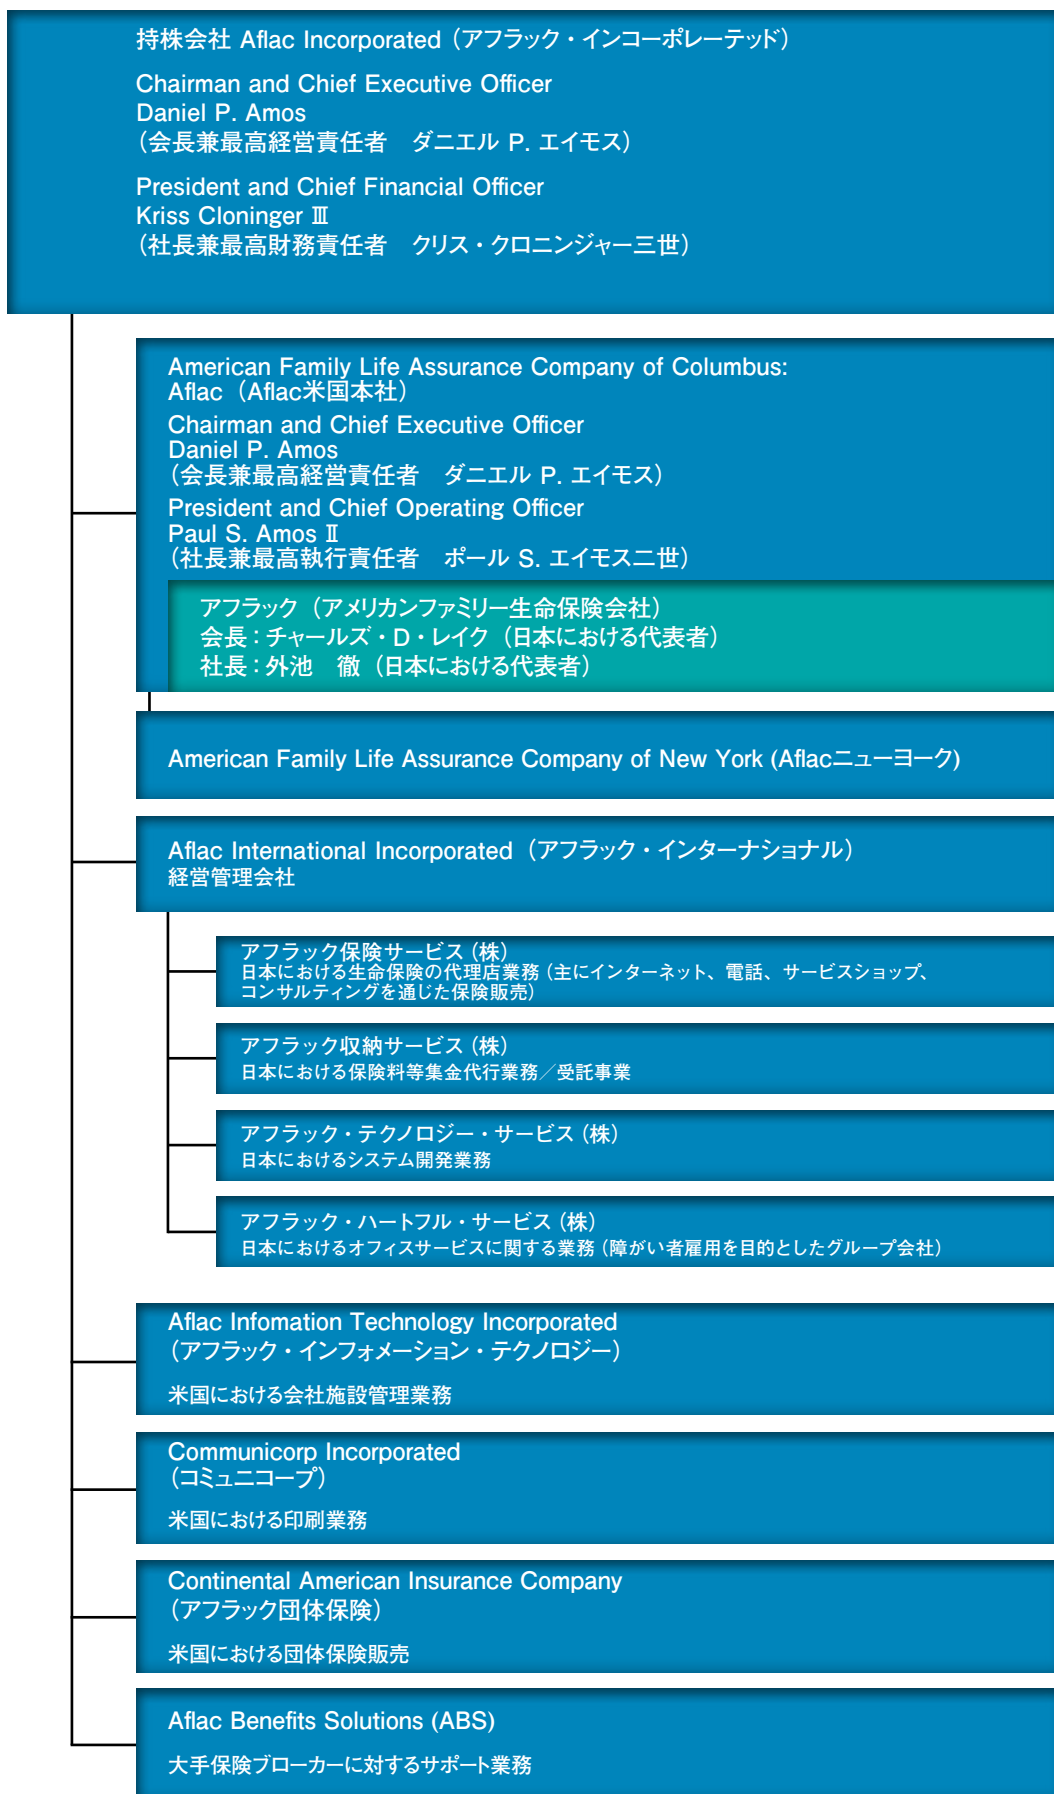 持株会社 Aflac Incorporated（アフラック・インコーポレーテッド）
Chairman and Chief Executive Officer
Daniel P. Amos
（会長兼最高経営責任者　ダニエル P. エイモス）
President and Chief Financial Officer
Kriss Cloninger Ⅲ
（社長兼最高財務責任者　クリス・クロニンジャー三世）
American Family Life Assurance Company of Columbus:
Aflac（Aflac米国本社）
Chairman and Chief Executive Officer
Daniel P. Amos
（会長兼最高経営責任者　ダニエル P. エイモス）
President and Chief Operating Officer
Paul S. Amos Ⅱ
（社長兼最高執行責任者　ポール S. エイモス二世）
アフラック（アメリカンファミリー生命保険会社）
会長：チャールズ・D・レイク（日本における代表者）
社長：外池　徹（日本における代表者）
American Family Life Assurance Company of New York (Aflacニューヨーク)
Aflac International Incorporated（アフラック・インターナショナル）
経営管理会社
アフラック保険サービス（株）
日本における生命保険の代理店業務（主にインターネット、電話、サービスショップ、
コンサルティングを通じた保険販売）
アフラック収納サービス（株）
日本における保険料等集金代行業務／受託事業
アフラック・テクノロジー・サービス（株）
日本におけるシステム開発業務
アフラック・ハートフル・サービス（株）
日本におけるオフィスサービスに関する業務（障がい者雇用を目的としたグループ会社）
Aflac Infomation Technology Incorporated
（アフラック・インフォメーション・テクノロジー）
米国における会社施設管理業務
Communicorp Incorporated
（コミュニコープ）
米国における印刷業務
Continental American Insurance Company
（アフラック団体保険）
米国における団体保険販売
Aflac Benefits Solutions (ABS)
大手保険ブローカーに対するサポート業務